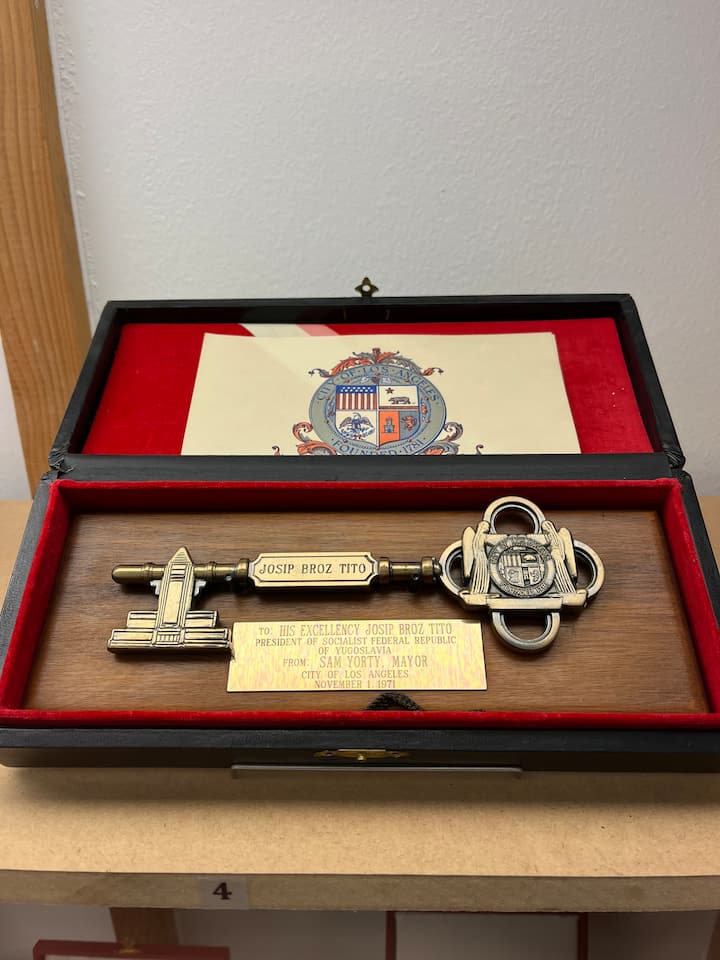 CITY OF LOS ANGELES
FOUNDED 1781
JOSIP BROZ TITO
TO: HIS EXCELLENCY JOSIP BROZ TITO
PRESIDENT OF SOCIALIST FEDERAL REPUBLIC
OF YUGOSLAVIA
FROM: SAM YORTY, MAYOR
CITY OF LOS ANGELES
NOVEMBER 1, 1971
4